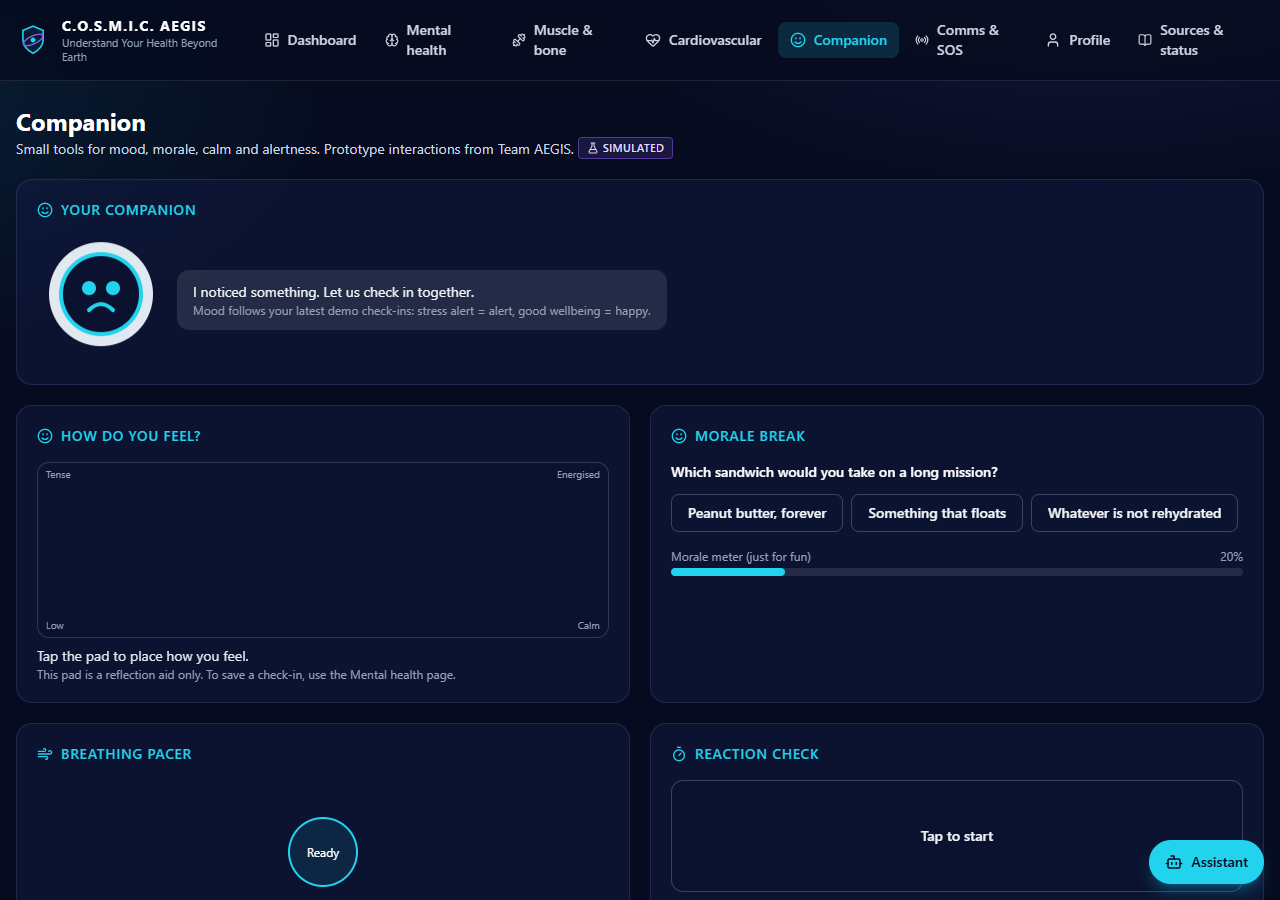 C.O.S.M.I.C. AEGIS
Understand Your Health Beyond
Earth
Dashboard
Mental
health
Muscle &
bone
Cardiovascular
Companion
Comms &
SOS
Profile
Sources &
status
Companion
Small tools for mood, morale, calm and alertness. Prototype interactions from Team AEGIS. SIMULATED
YOUR COMPANION
I noticed something. Let us check in together.
Mood follows your latest demo check-ins: stress alert = alert, good wellbeing = happy.
HOW DO YOU FEEL?
Tense
Energised
Low
Calm
Tap the pad to place how you feel.
This pad is a reflection aid only. To save a check-in, use the Mental health page.
MORALE BREAK
Which sandwich would you take on a long mission?
Peanut butter, forever
Something that floats
Whatever is not rehydrated
Morale meter (just for fun)
20%
BREATHING PACER
Ready
REACTION CHECK
Tap to start
Assistant